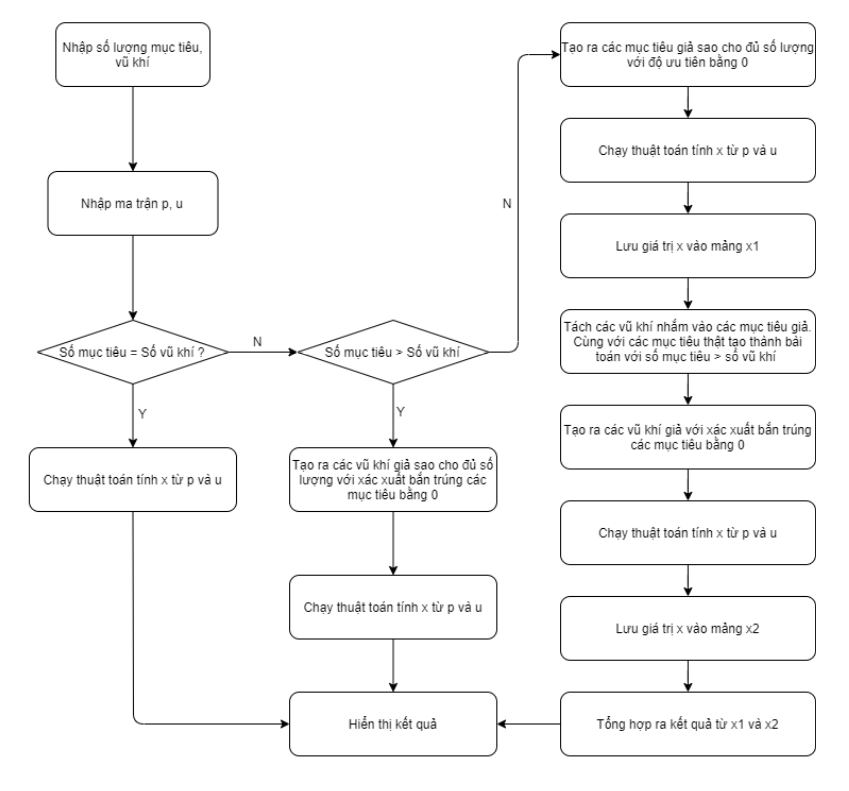 Nhập số lượng mục tiêu,
vũ khí
Nhập ma trận p, u
Số mục tiêu = Số vũ khí ?
N
Y
Chạy thuật toán tính x từ p và u
Số mục tiêu > Số vũ khí
N
Y
Tạo ra các vũ khí giả sao cho đủ số
lượng với xác xuất bắn trúng các
mục tiêu bằng 0
Chạy thuật toán tính x từ p và u
Hiển thị kết quả
Tạo ra các mục tiêu giả sao cho đủ số lượng
với độ ưu tiên bằng 0
Chạy thuật toán tính x từ p và u
Lưu giá trị x vào mảng x1
Tách các vũ khí nhắm vào các mục tiêu giả.
Cùng với các mục tiêu thật tạo thành bài
toán với số mục tiêu > số vũ khí
Tạo ra các vũ khí giả với xác xuất bắn trúng
các mục tiêu bằng 0
Chạy thuật toán tính x từ p và u
Lưu giá trị x vào mảng x2
Tổng hợp ra kết quả từ x1 và x2